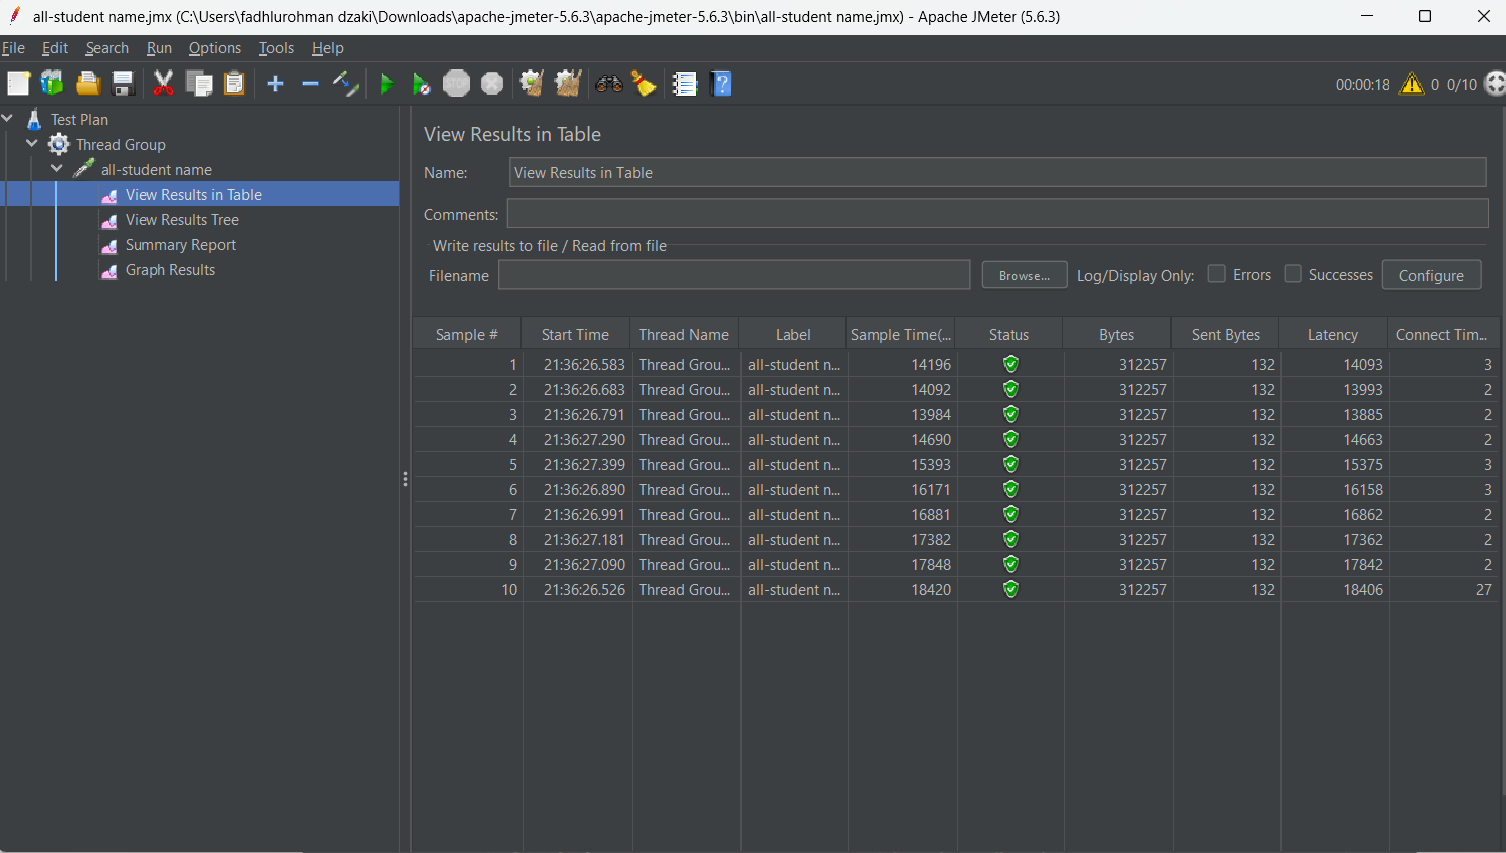 all-student name.jmx (C:\Users\fadhlurohman dzaki\Downloads\apache-jmeter-5.6.3\apache-jmeter-5.6.3\bin\all-student name.jmx) - Apache JMeter (5.6.3)
File Edit Search Run Options Tools Help
STOP 00:00:18 0 0/10
Test Plan
Thread Group
all-student name
View Results in Table
View Results Tree
Summary Report
Graph Results
View Results in Table
Name: View Results in Table
Comments:
Write results to file / Read from file
Filename Browse... Log/Display Only: Errors Successes Configure
Sample # Start Time Thread Name Label Sample Time(... Status Bytes Sent Bytes Latency Connect Tim...
1 21:36:26.583 Thread Grou... all-student n... 14196 312257 132 14093 3
2 21:36:26.683 Thread Grou... all-student n... 14092 312257 132 13993 2
3 21:36:26.791 Thread Grou... all-student n... 13984 312257 132 13885 2
4 21:36:27.290 Thread Grou... all-student n... 14690 312257 132 14663 2
5 21:36:27.399 Thread Grou... all-student n... 15393 312257 132 15375 3
6 21:36:26.890 Thread Grou... all-student n... 16171 312257 132 16158 3
7 21:36:26.991 Thread Grou... all-student n... 16881 312257 132 16862 2
8 21:36:27.181 Thread Grou... all-student n... 17382 312257 132 17362 2
9 21:36:27.090 Thread Grou... all-student n... 17848 312257 132 17842 2
10 21:36:26.526 Thread Grou... all-student n... 18420 312257 132 18406 27